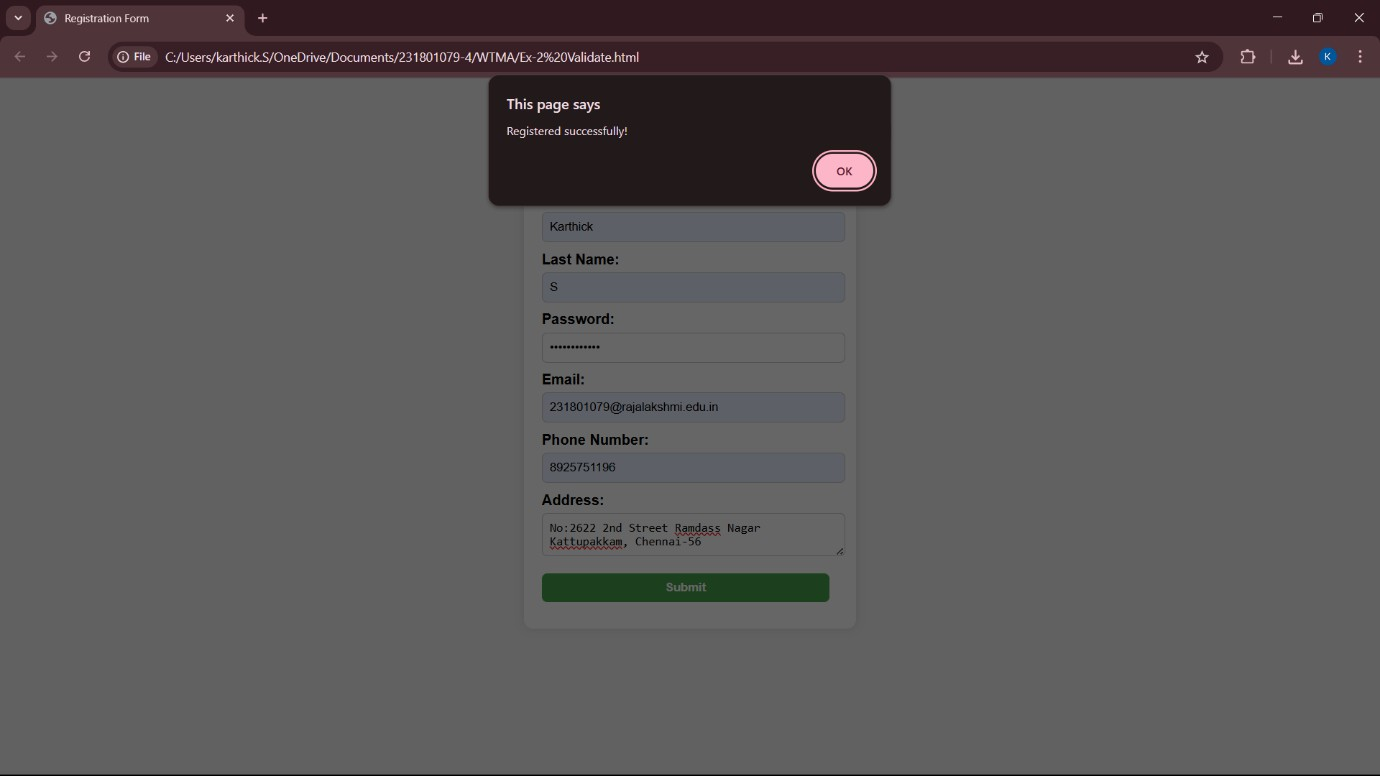 Registration Form
File
C:/Users/karthick.S/OneDrive/Documents/231801079-4/WTMA/Ex-2%20Validate.html
K
This page says
Registered successfully!
OK
Karthick
Last Name:
S
Password:
••••••••••••
Email:
231801079@rajalakshmi.edu.in
Phone Number:
8925751196
Address:
No:2622 2nd Street Ramdass Nagar
Kattupakkam, Chennai-56
Submit